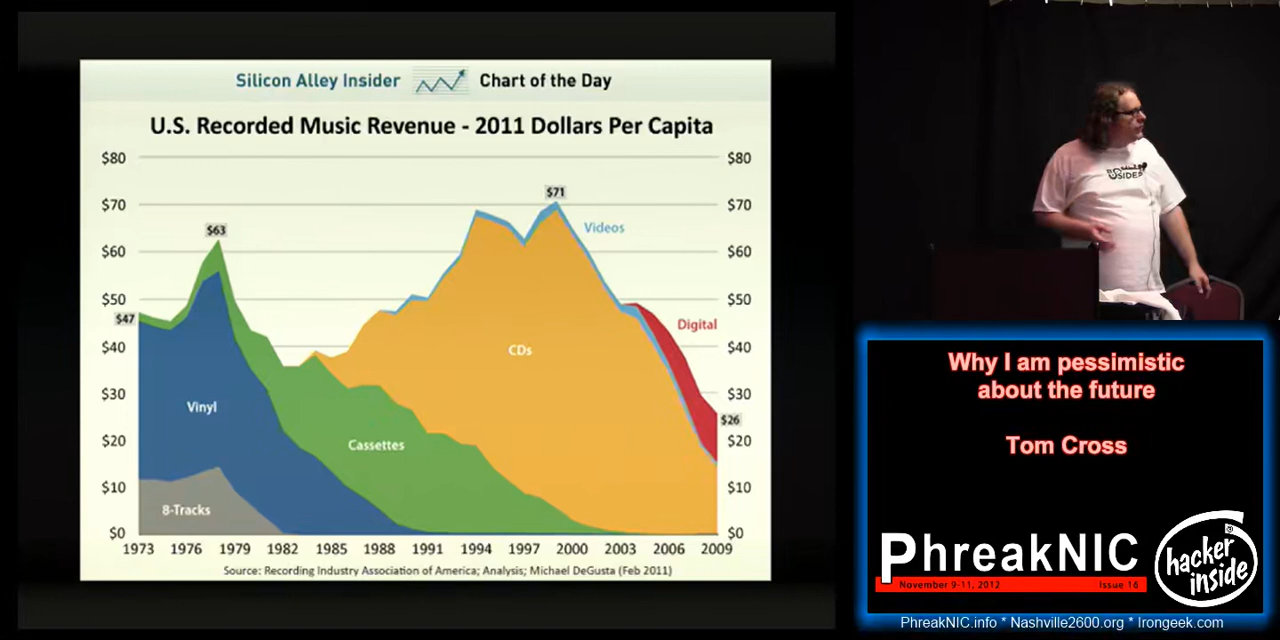 Silicon Alley Insider Chart of the Day
U.S. Recorded Music Revenue - 2011 Dollars Per Capita
$80 $80
$71
$70 $70
Videos
$63
$60 $60
$50 $50
$47
Digital
$40 $40
CDs
$30 $30
Vinyl
$26
$20 $20
Cassettes
$10 $10
8-Tracks
$0 $0
1973 1976 1979 1982 1985 1988 1991 1994 1997 2000 2003 2006 2009
Source: Recording Industry Association of America; Analysis; Michael DeGusta (Feb 2011)
SIDES
Why I am pessimistic
about the future
Tom Cross
PhreakNIC
November 9-11, 2012 Issue 16
hacker
inside
PhreakNIC.info * Nashville2600.org * Irongeek.com